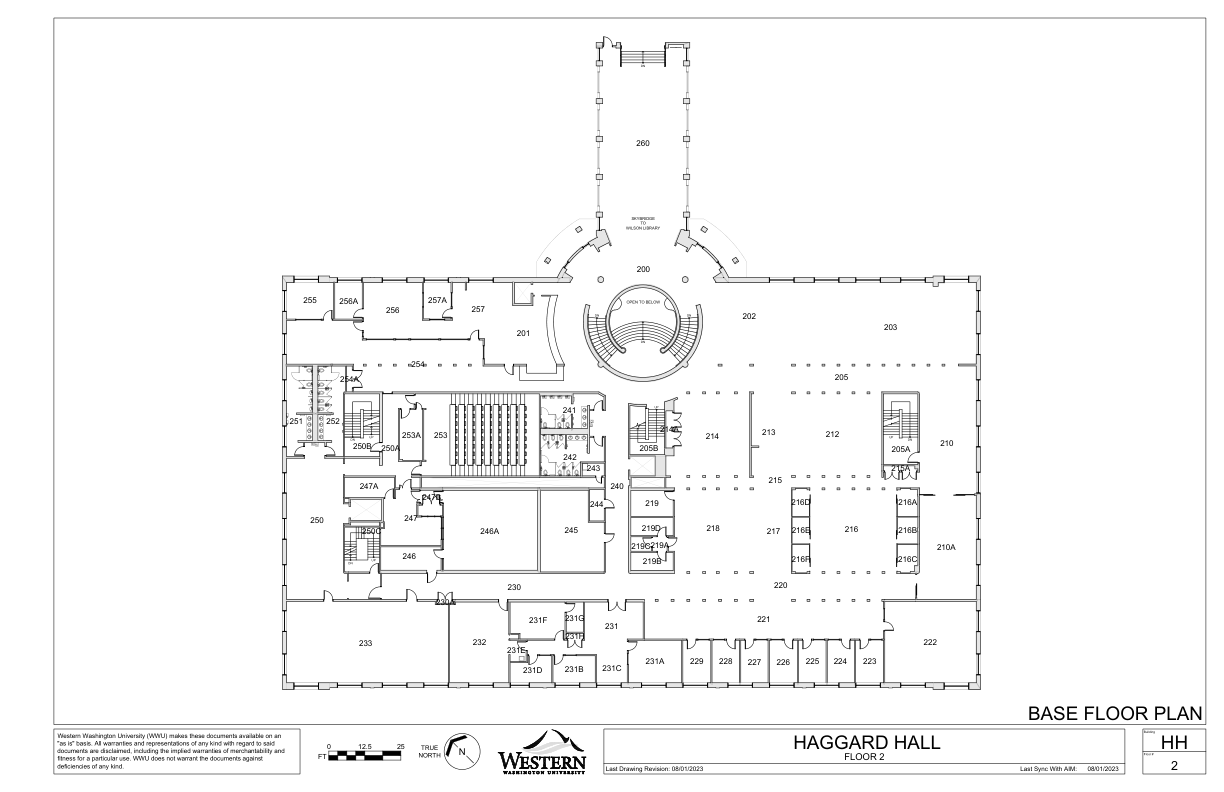 260
SKYBRIDGE
TO
WILSON LIBRARY
200
OPEN TO BELOW
255
256A
256
257A
257
201
202
203
254
205
254A
251
252
250B
250A
253A
253
241
242
243
205B
214A
214
213
212
205A
215A
210
215
240
247A
247B
247
250
250C
246
246A
245
244
219
219D
219C
219A
219B
218
217
216D
216E
216F
216
216A
216B
216C
210A
230
220
230A
233
232
231F
231G
231H
231
231E
231D
231B
231C
231A
221
229
228
227
226
225
224
223
222
BASE FLOOR PLAN
Western Washington University (WWU) makes these documents available on an
"as is" basis. All warranties and representations of any kind with regard to said
documents are disclaimed, including the implied warranties of merchantability and
fitness for a particular use. WWU does not warrant the documents against
deficiencies of any kind.
0 12.5 25
FT
TRUE
NORTH
N
WESTERN
WASHINGTON UNIVERSITY
HAGGARD HALL
FLOOR 2
Last Drawing Revision: 08/01/2023
Last Sync With AIM: 08/01/2023
Building
HH
2